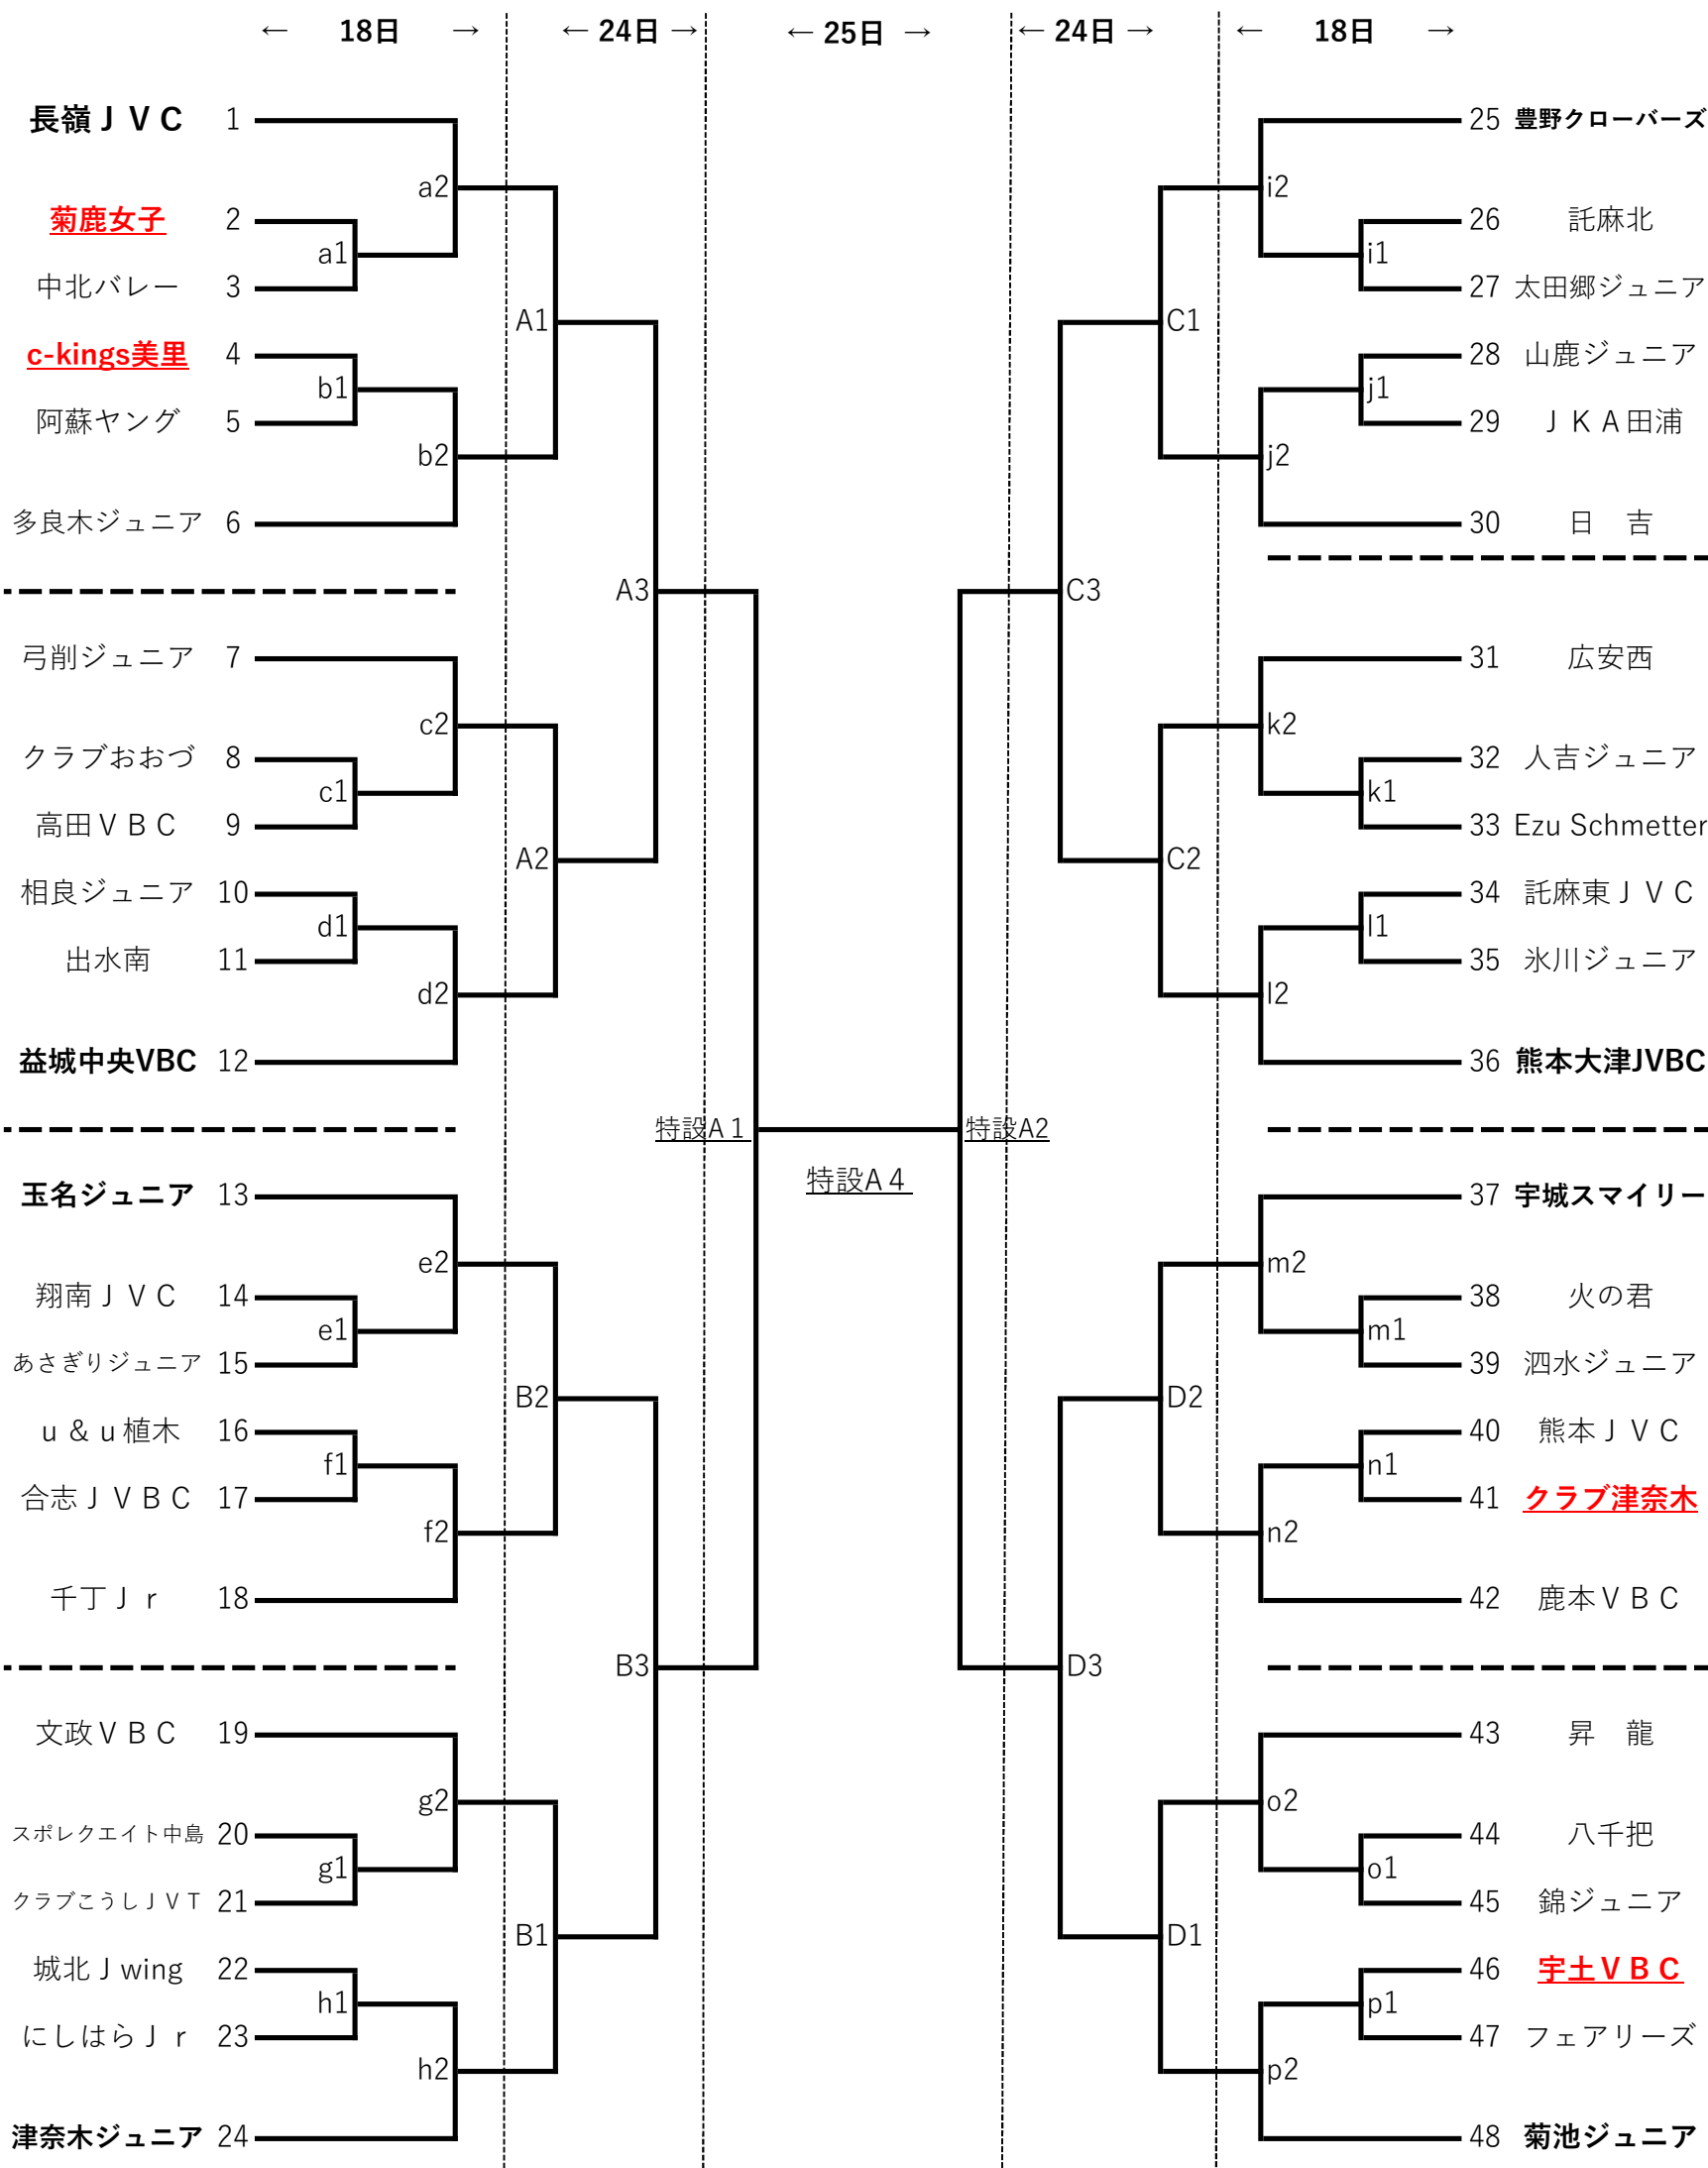 ← 18日 → ← 24日 → ← 25日 → ← 24日 → ← 18日 →
長嶺ＪＶＣ 1
a2
菊鹿女子 2
a1
中北バレー 3
A1
c-kings美里 4
b1
阿蘇ヤング 5
b2
多良木ジュニア 6
A3
弓削ジュニア 7
c2
クラブおおづ 8
c1
高田ＶＢＣ 9
A2
相良ジュニア 10
d1
出水南 11
d2
益城中央VBC 12
特設A１
玉名ジュニア 13
e2
翔南ＪＶＣ 14
e1
あさぎりジュニア 15
B2
ｕ＆ｕ植木 16
f1
合志ＪＶＢＣ 17
f2
千丁Ｊｒ 18
B3
文政ＶＢＣ 19
g2
スポレクエイト中島 20
g1
クラブこうしＪＶＴ 21
B1
城北Ｊwing 22
h1
にしはらＪｒ 23
h2
津奈木ジュニア 24
特設A４
25 豊野クローバーズ
i2
26 託麻北
i1
27 太田郷ジュニア
C1
28 山鹿ジュニア
j1
29 ＪＫＡ田浦
j2
30 日　吉
C3
31 広安西
k2
32 人吉ジュニア
k1
33 Ezu Schmetter
C2
34 託麻東ＪＶＣ
l1
35 氷川ジュニア
l2
36 熊本大津JVBC
特設A2
37 宇城スマイリー
m2
38 火の君
m1
39 泗水ジュニア
D2
40 熊本ＪＶＣ
n1
41 クラブ津奈木
n2
42 鹿本ＶＢＣ
D3
43 昇　龍
o2
44 八千把
o1
45 錦ジュニア
D1
46 宇土ＶＢＣ
p1
47 フェアリーズ
p2
48 菊池ジュニア